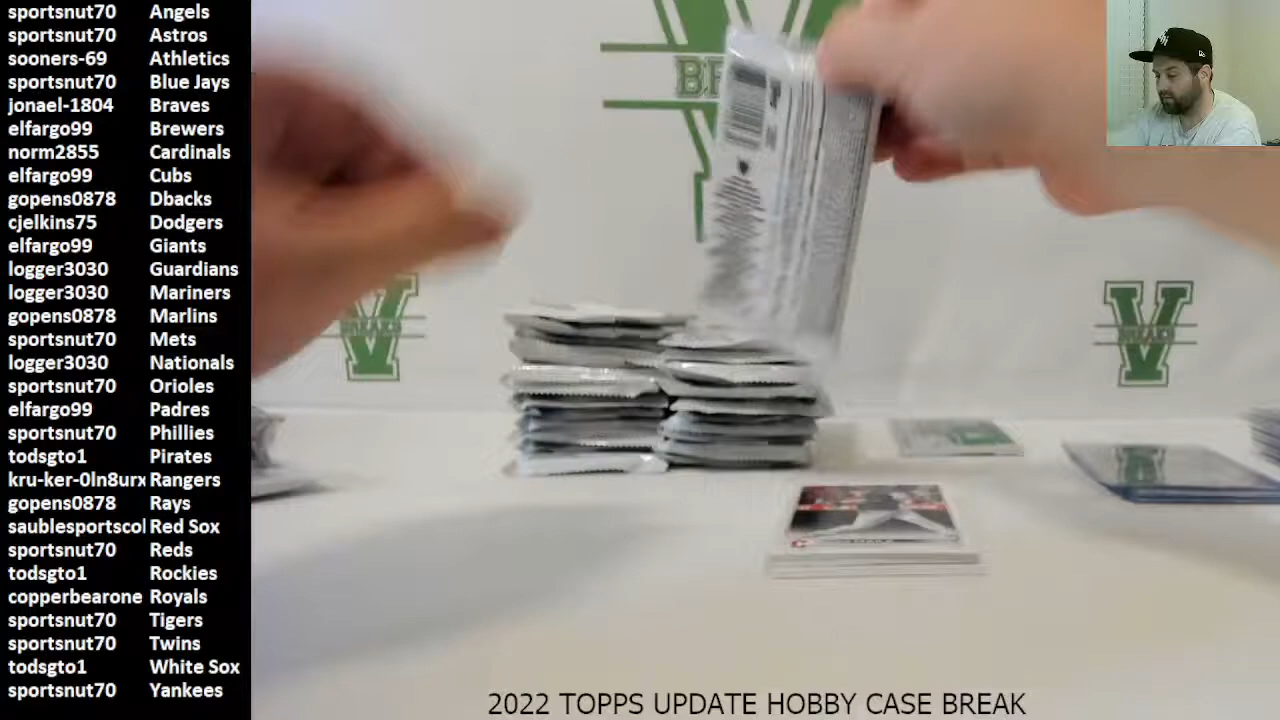 sportsnut70 Angels
sportsnut70 Astros
sooners-69 Athletics
sportsnut70 Blue Jays
jonael-1804 Braves
elfargo99 Brewers
norm2855 Cardinals
elfargo99 Cubs
gopens0878 Dbacks
cjelkins75 Dodgers
elfargo99 Giants
logger3030 Guardians
logger3030 Mariners
gopens0878 Marlins
sportsnut70 Mets
logger3030 Nationals
sportsnut70 Orioles
elfargo99 Padres
sportsnut70 Phillies
todsgto1 Pirates
kru-ker-0ln8urx Rangers
gopens0878 Rays
saublesportscol Red Sox
sportsnut70 Reds
todsgto1 Rockies
copperbearone Royals
sportsnut70 Tigers
sportsnut70 Twins
todsgto1 White Sox
sportsnut70 Yankees
V BREAKS
V BREAKS
2022 TOPPS UPDATE HOBBY CASE BREAK